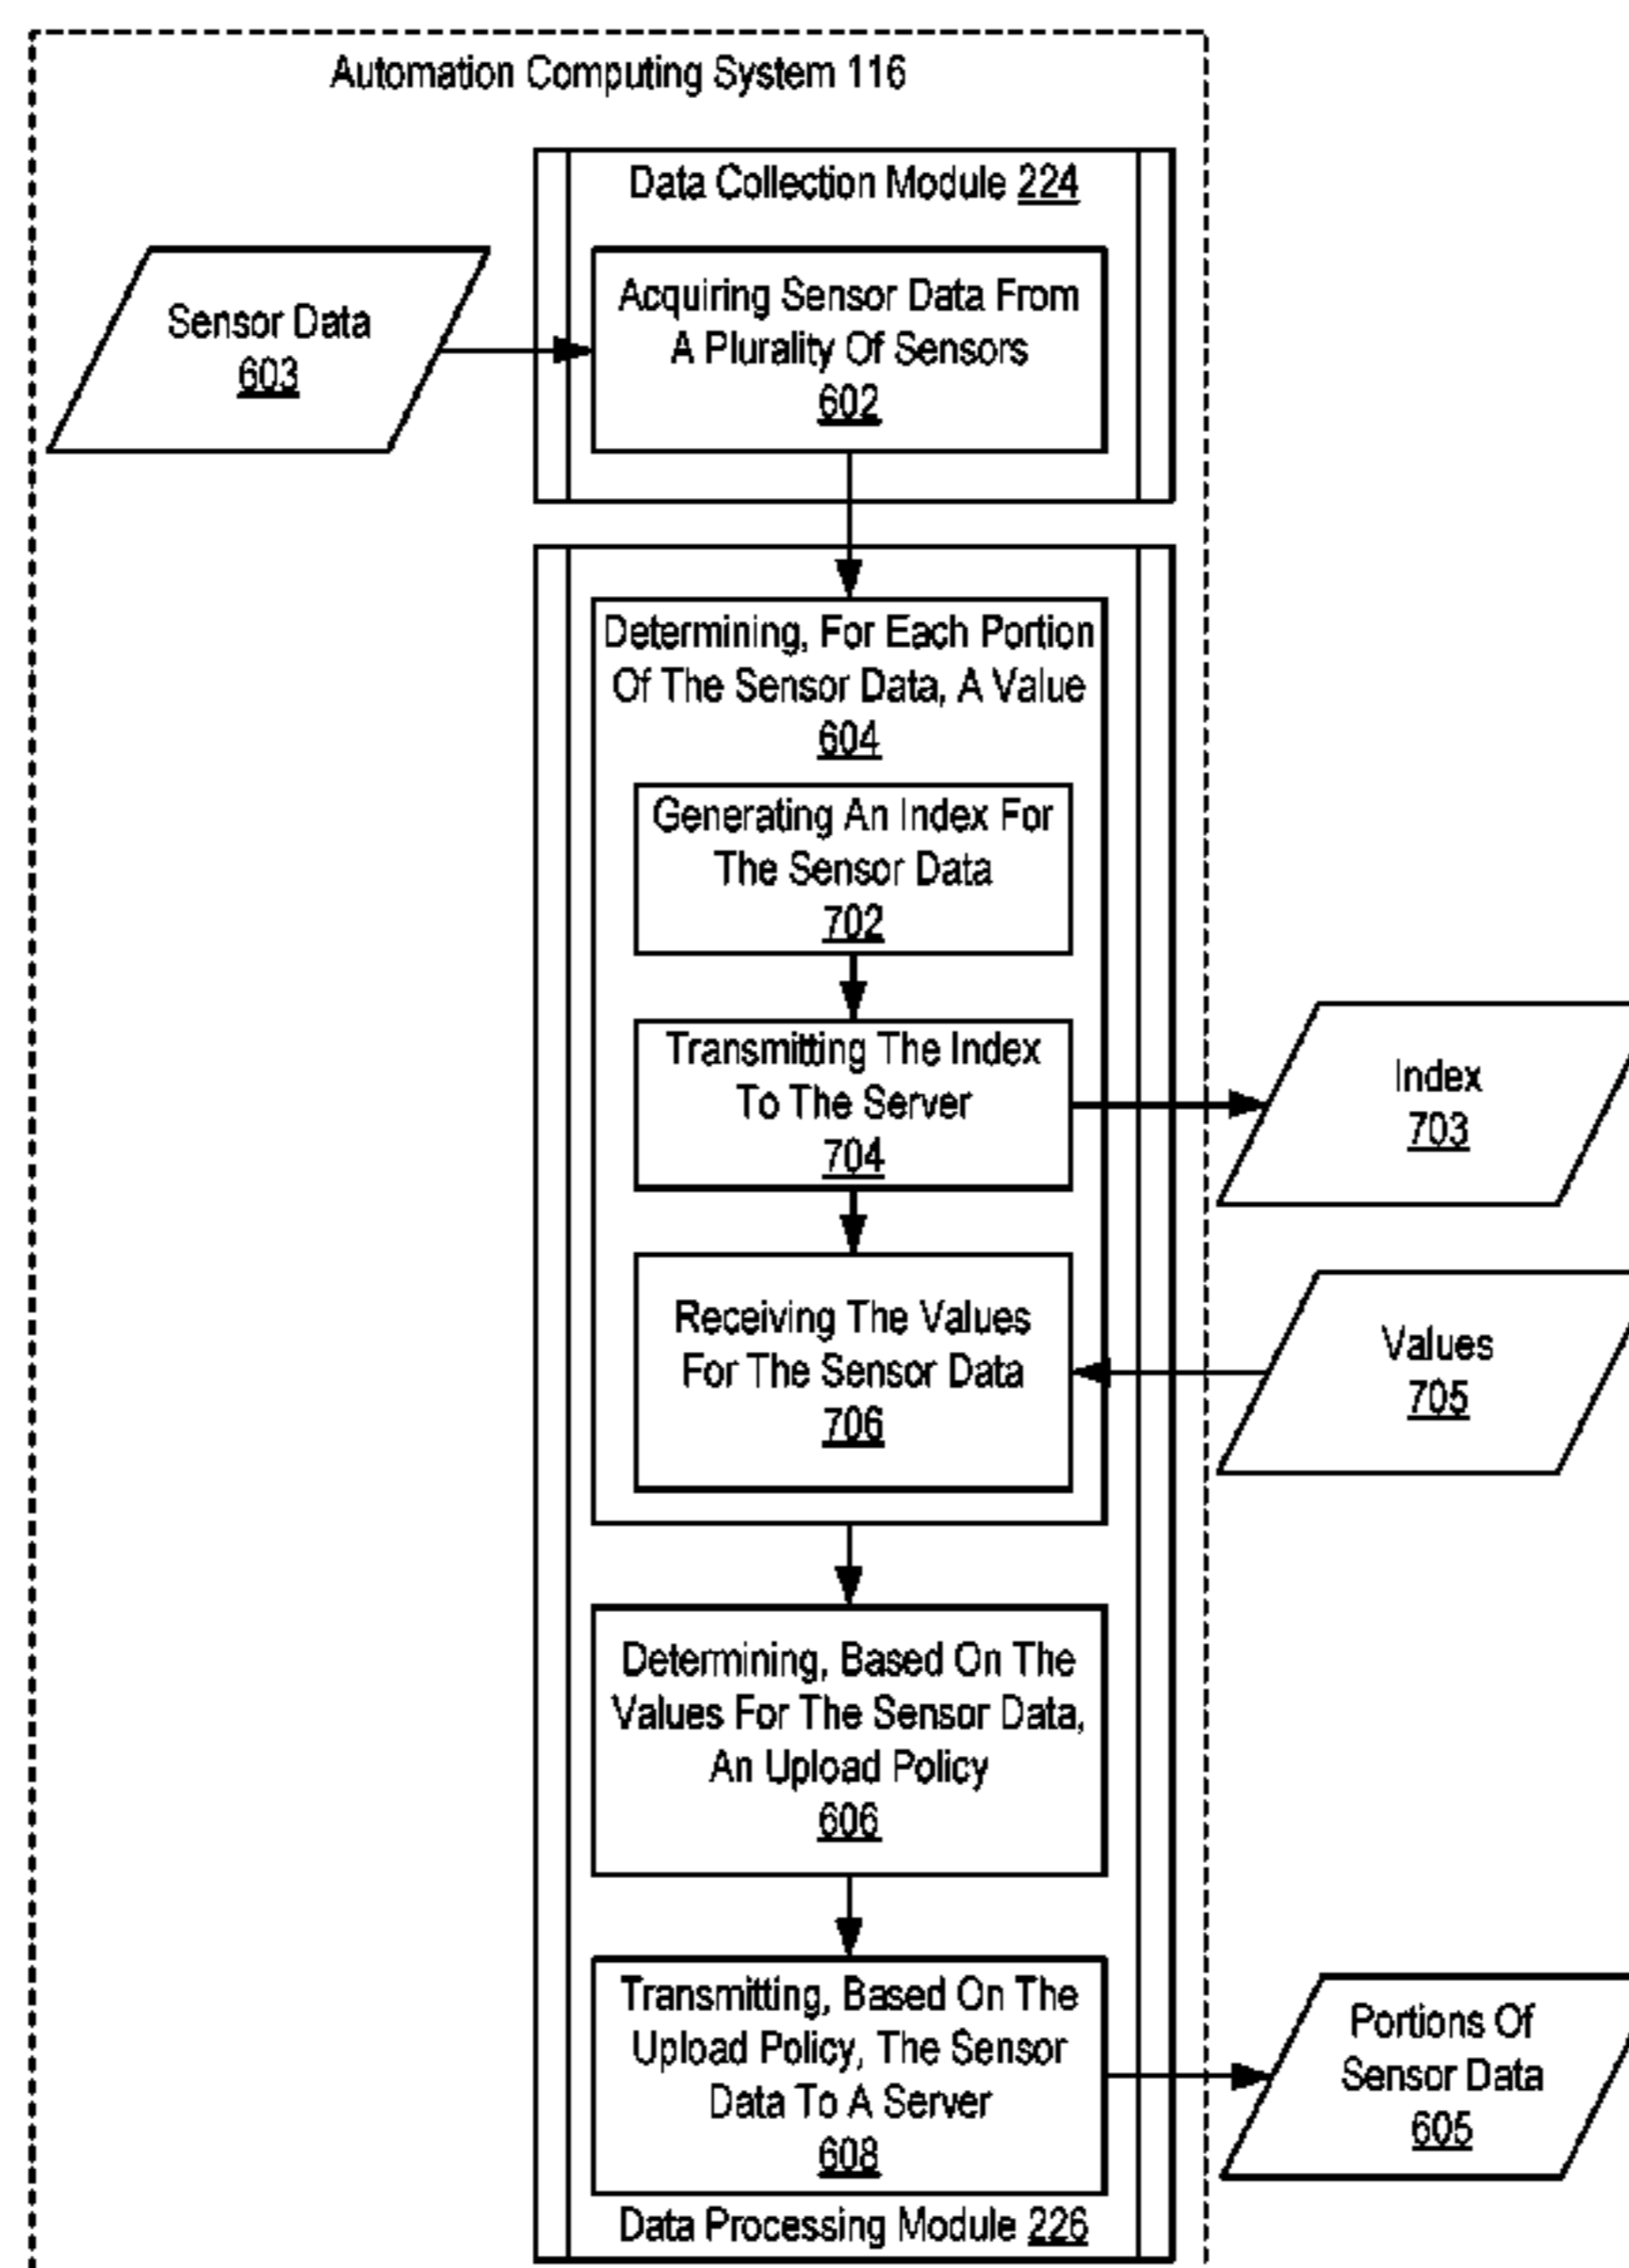 Automation Computing System 116
Data Collection Module 224
Sensor Data
603
Acquiring Sensor Data From
A Plurality Of Sensors
602
Determining, For Each Portion
Of The Sensor Data, A Value
604
Generating An Index For
The Sensor Data
702
Transmitting The Index
To The Server
704
Index
703
Receiving The Values
For The Sensor Data
706
Values
705
Determining, Based On The
Values For The Sensor Data,
An Upload Policy
606
Transmitting, Based On The
Upload Policy, The Sensor
Data To A Server
608
Portions Of
Sensor Data
605
Data Processing Module 226